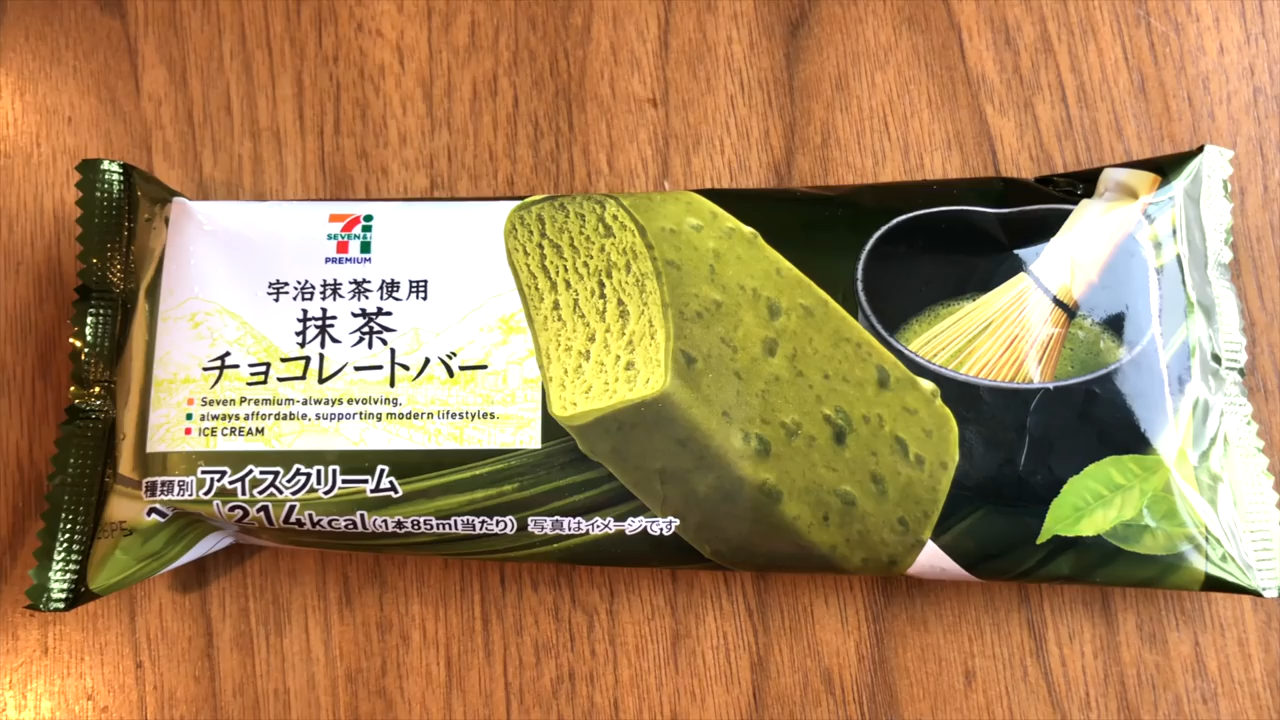 SEVEN & i
PREMIUM
宇治抹茶使用
抹茶
チョコレートバー
Seven Premium-always evolving,
always affordable, supporting modern lifestyles.
ICE CREAM
種類別 アイスクリーム
214kcal(1本85ml当たり) 写真はイメージです